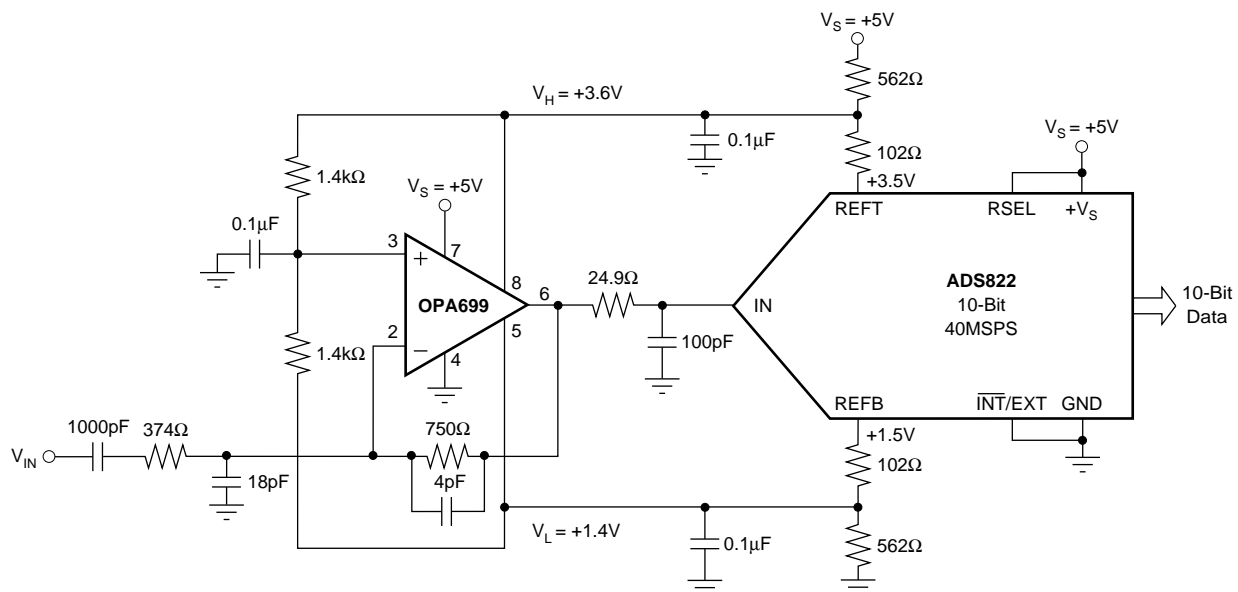 V_S = +5V
562Ω
V_H = +3.6V
0.1µF
102Ω
+3.5V
V_S = +5V
1.4kΩ
V_S = +5V
REFT
RSEL
+V_S
0.1µF
3
+
7
8
OPA699
6
24.9Ω
IN
ADS822
10-Bit
40MSPS
10-Bit
Data
2
−
5
4
100pF
1.4kΩ
REFB
INT/EXT
GND
1000pF
374Ω
750Ω
+1.5V
V_IN
102Ω
18pF
4pF
V_L = +1.4V
0.1µF
562Ω